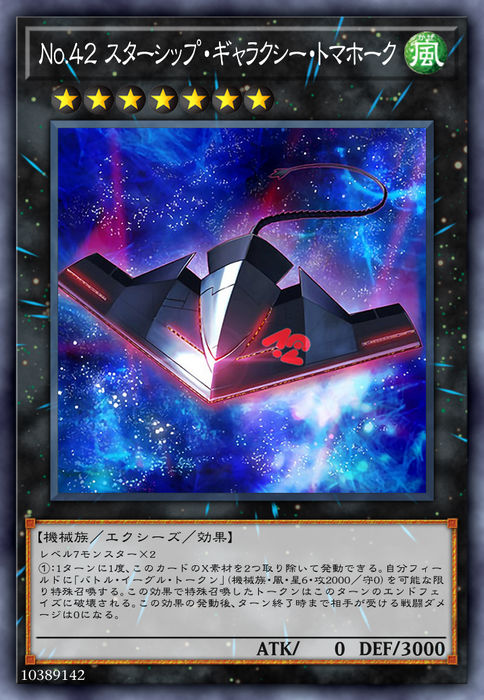 No.42 スターシップ・ギャラクシー・トマホーク
かぜ
風
【機械族／エクシーズ／効果】
レベル7モンスター×2
①:1ターンに1度、このカードのX素材を2つ取り除いて発動できる。自分フィー
ルドに「バトル・イーグル・トークン」(機械族・風・星6・攻2000／守0)を可能な限
り特殊召喚する。この効果で特殊召喚したトークンはこのターンのエンドフェ
イズに破壊される。この効果の発動後、ターン終了時まで相手が受ける戦闘ダメ
ージは0になる。
ATK/ 0 DEF/3000
10389142